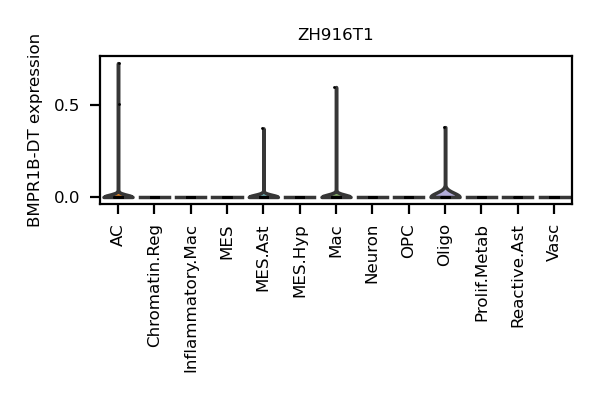 ZH916T1
BMPR1B-DT expression
0.5
0.0
AC
Chromatin.Reg
Inflammatory.Mac
MES
MES.Ast
MES.Hyp
Mac
Neuron
OPC
Oligo
Prolif.Metab
Reactive.Ast
Vasc